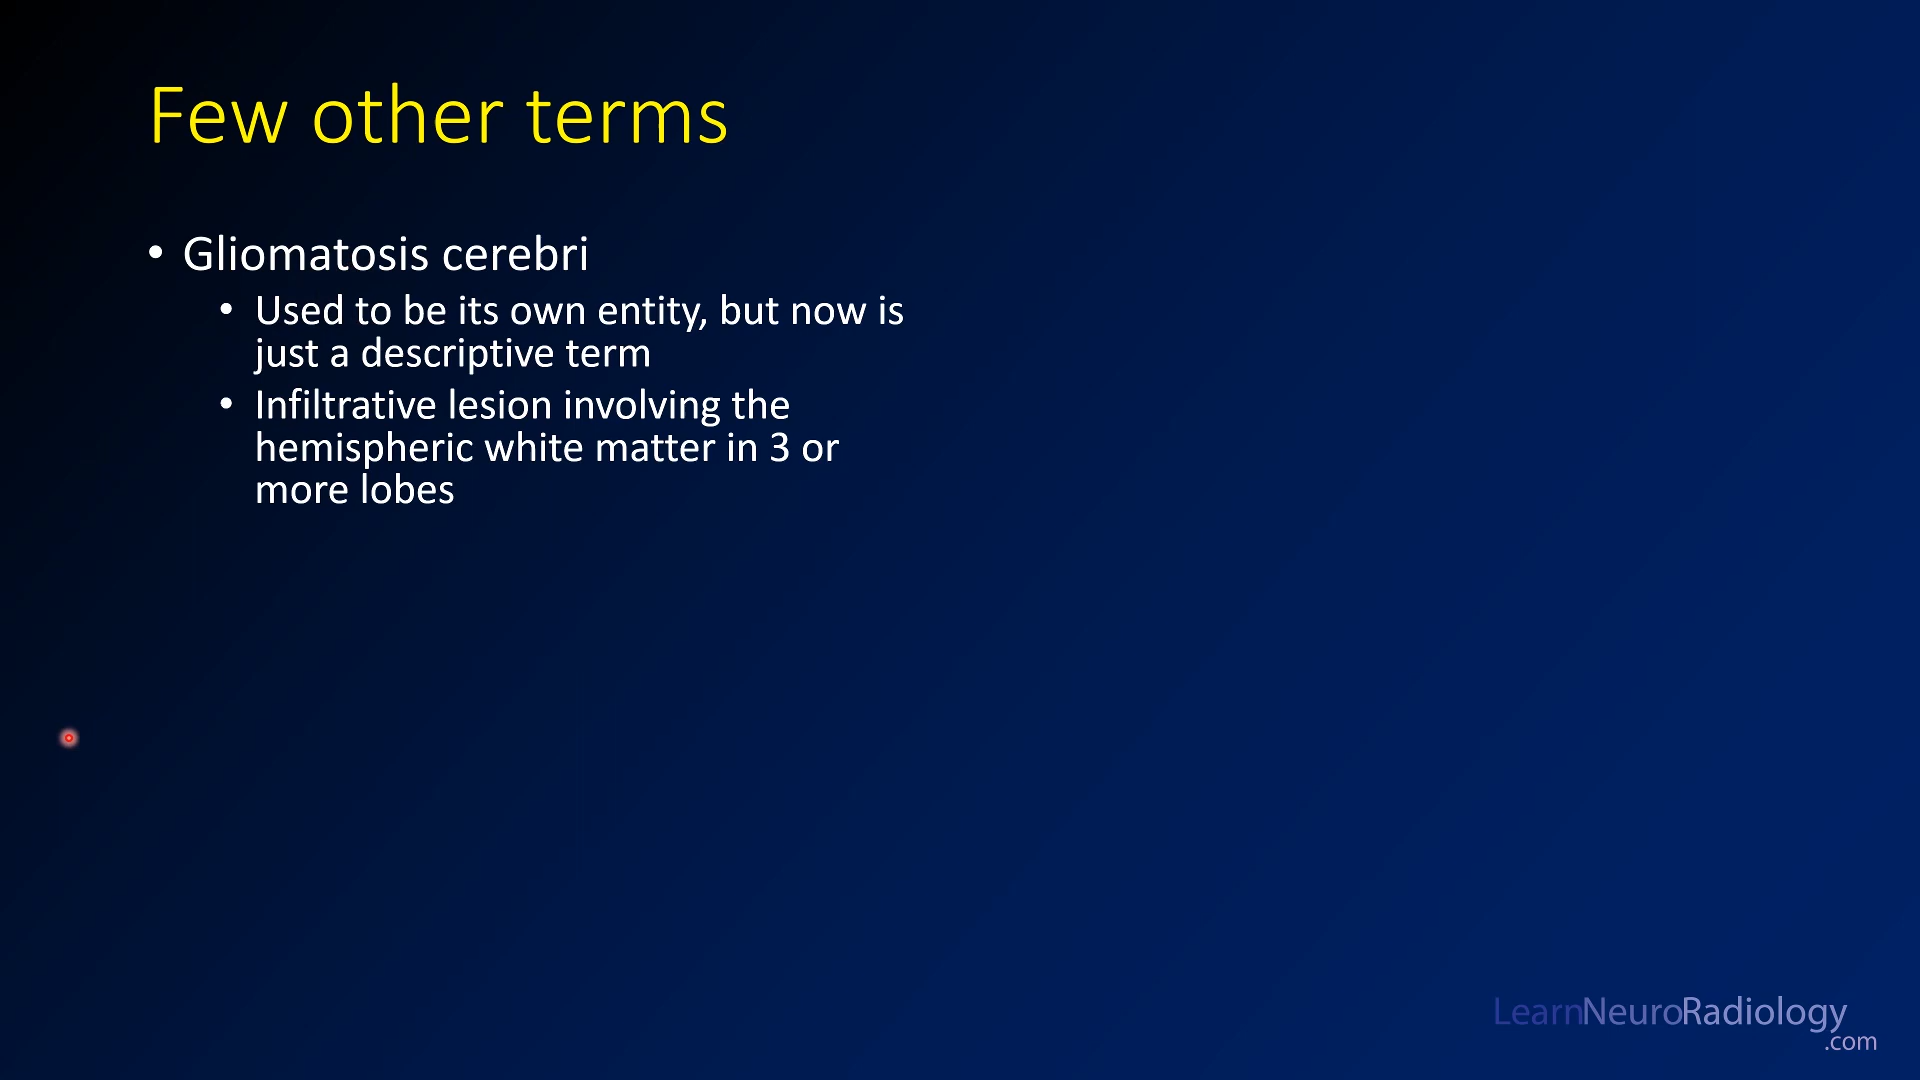 Few other terms
• Gliomatosis cerebri
• Used to be its own entity, but now is
just a descriptive term
• Infiltrative lesion involving the
hemispheric white matter in 3 or
more lobes
LearnNeuroRadiology
.com